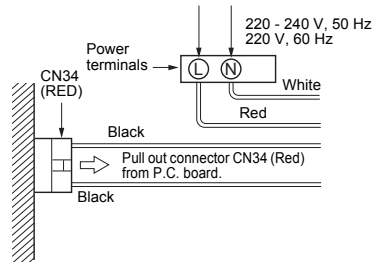 220 - 240 V, 50 Hz
220 V, 60 Hz
Power
terminals
L
N
CN34
(RED)
White
Red
Black
Pull out connector CN34 (Red)
from P.C. board.
Black